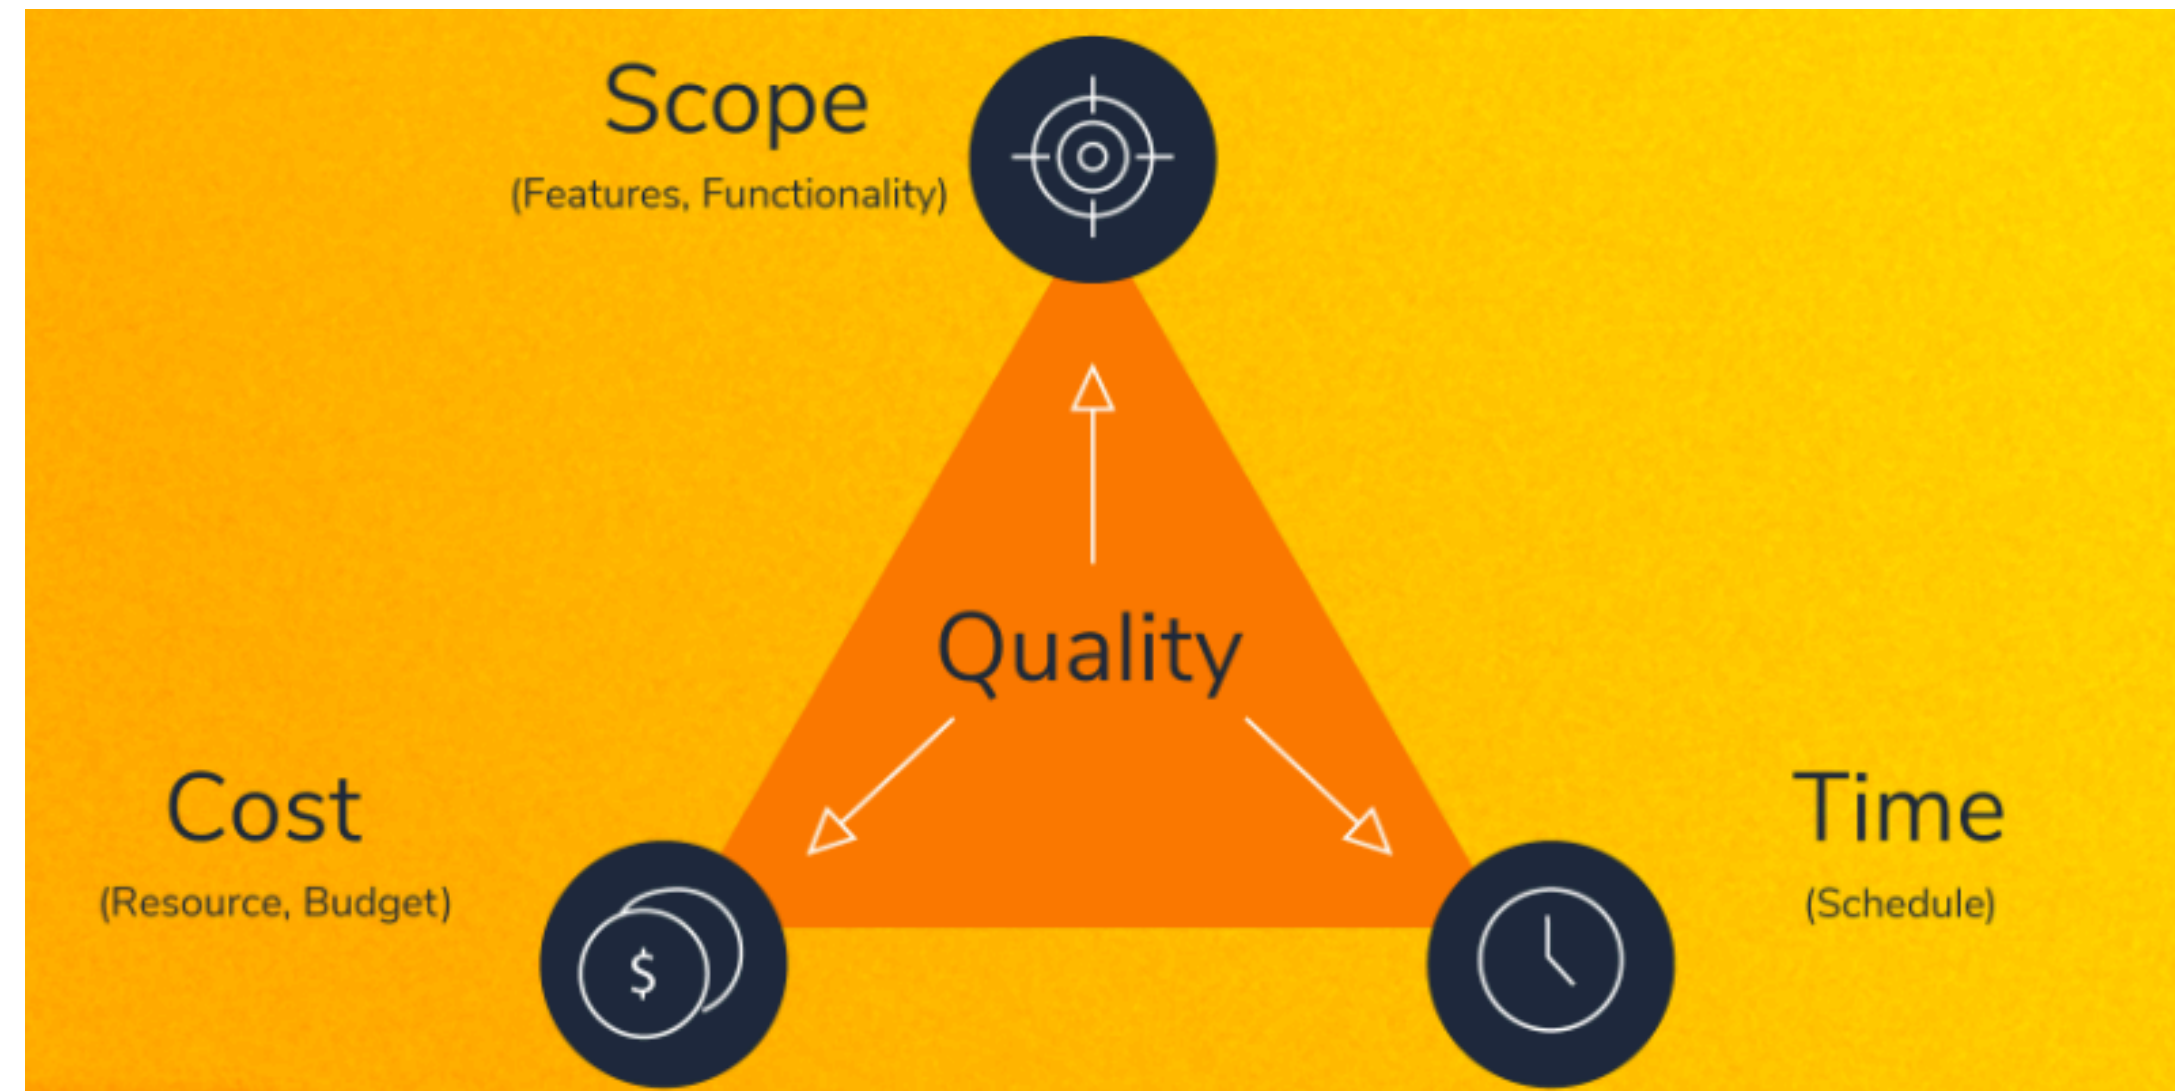 Scope
(Features, Functionality)
Quality
Cost
(Resource, Budget)
$
Time
(Schedule)